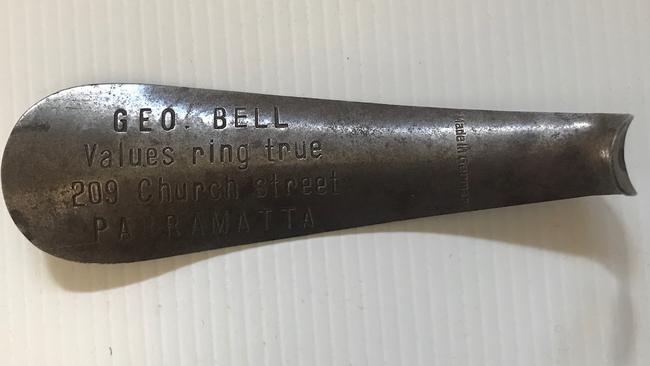 GEO. BELL
Values ring true
209 Church street
PARRAMATTA
Made in Germany